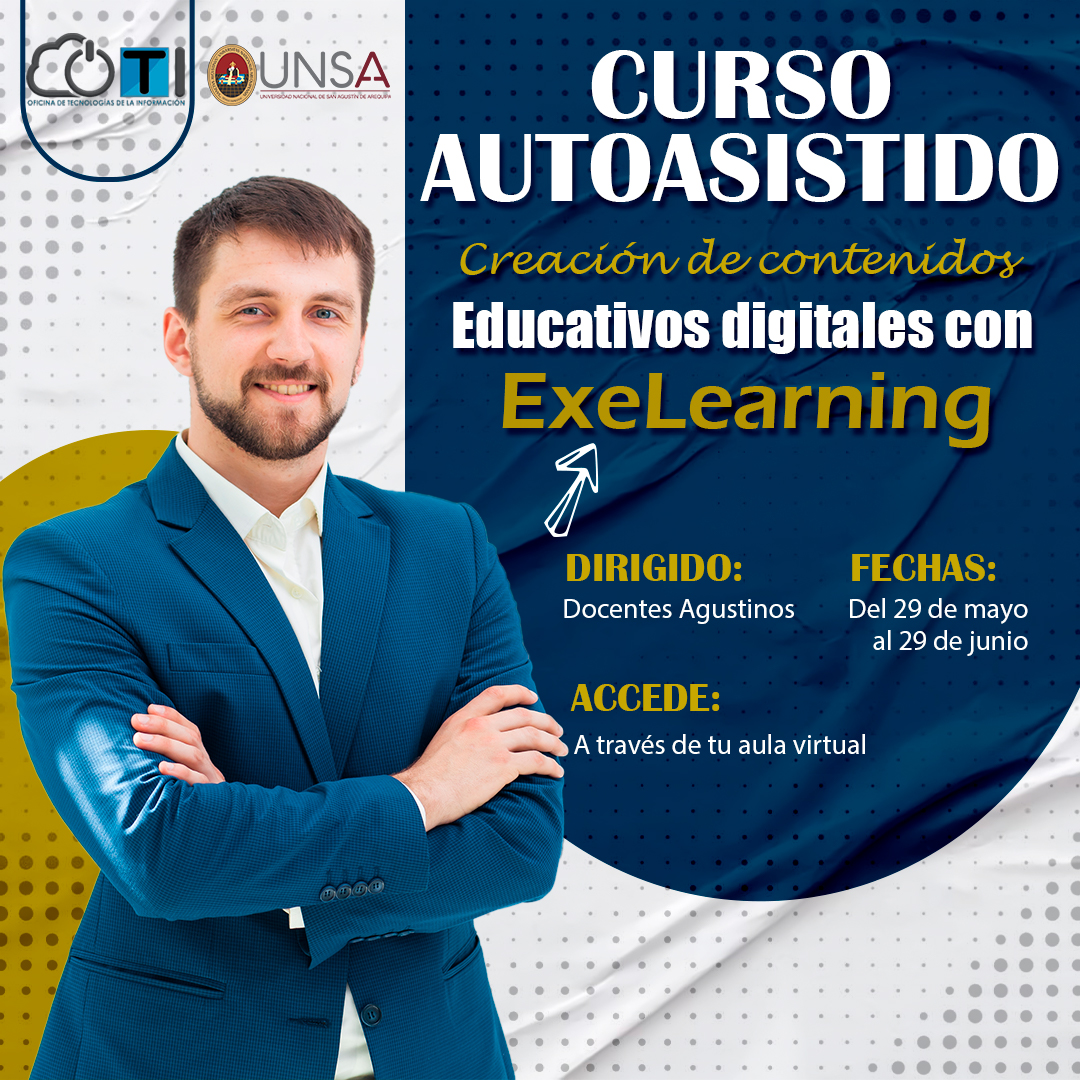 OTI
OFICINA DE TECNOLOGÍAS DE LA INFORMACIÓN
UNSA
UNIVERSIDAD NACIONAL DE SAN AGUSTÍN DE AREQUIPA
CURSO
AUTOASISTIDO
Creación de contenidos
Educativos digitales con
ExeLearning
DIRIGIDO:
Docentes Agustinos
FECHAS:
Del 29 de mayo
al 29 de junio
ACCEDE:
A través de tu aula virtual